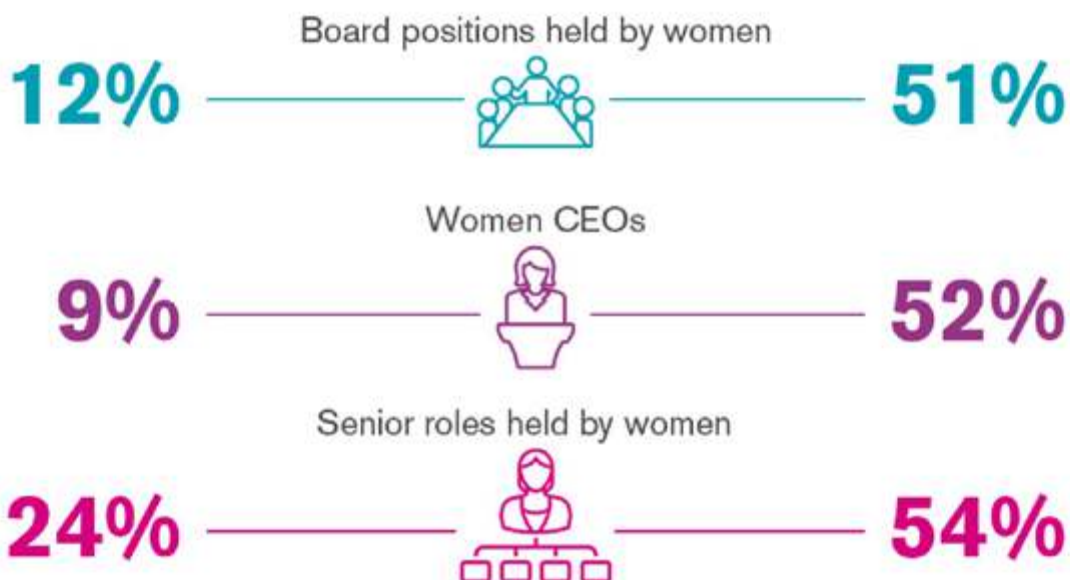 Board positions held by women
12% 51%
Women CEOs
9% 52%
Senior roles held by women
24% 54%